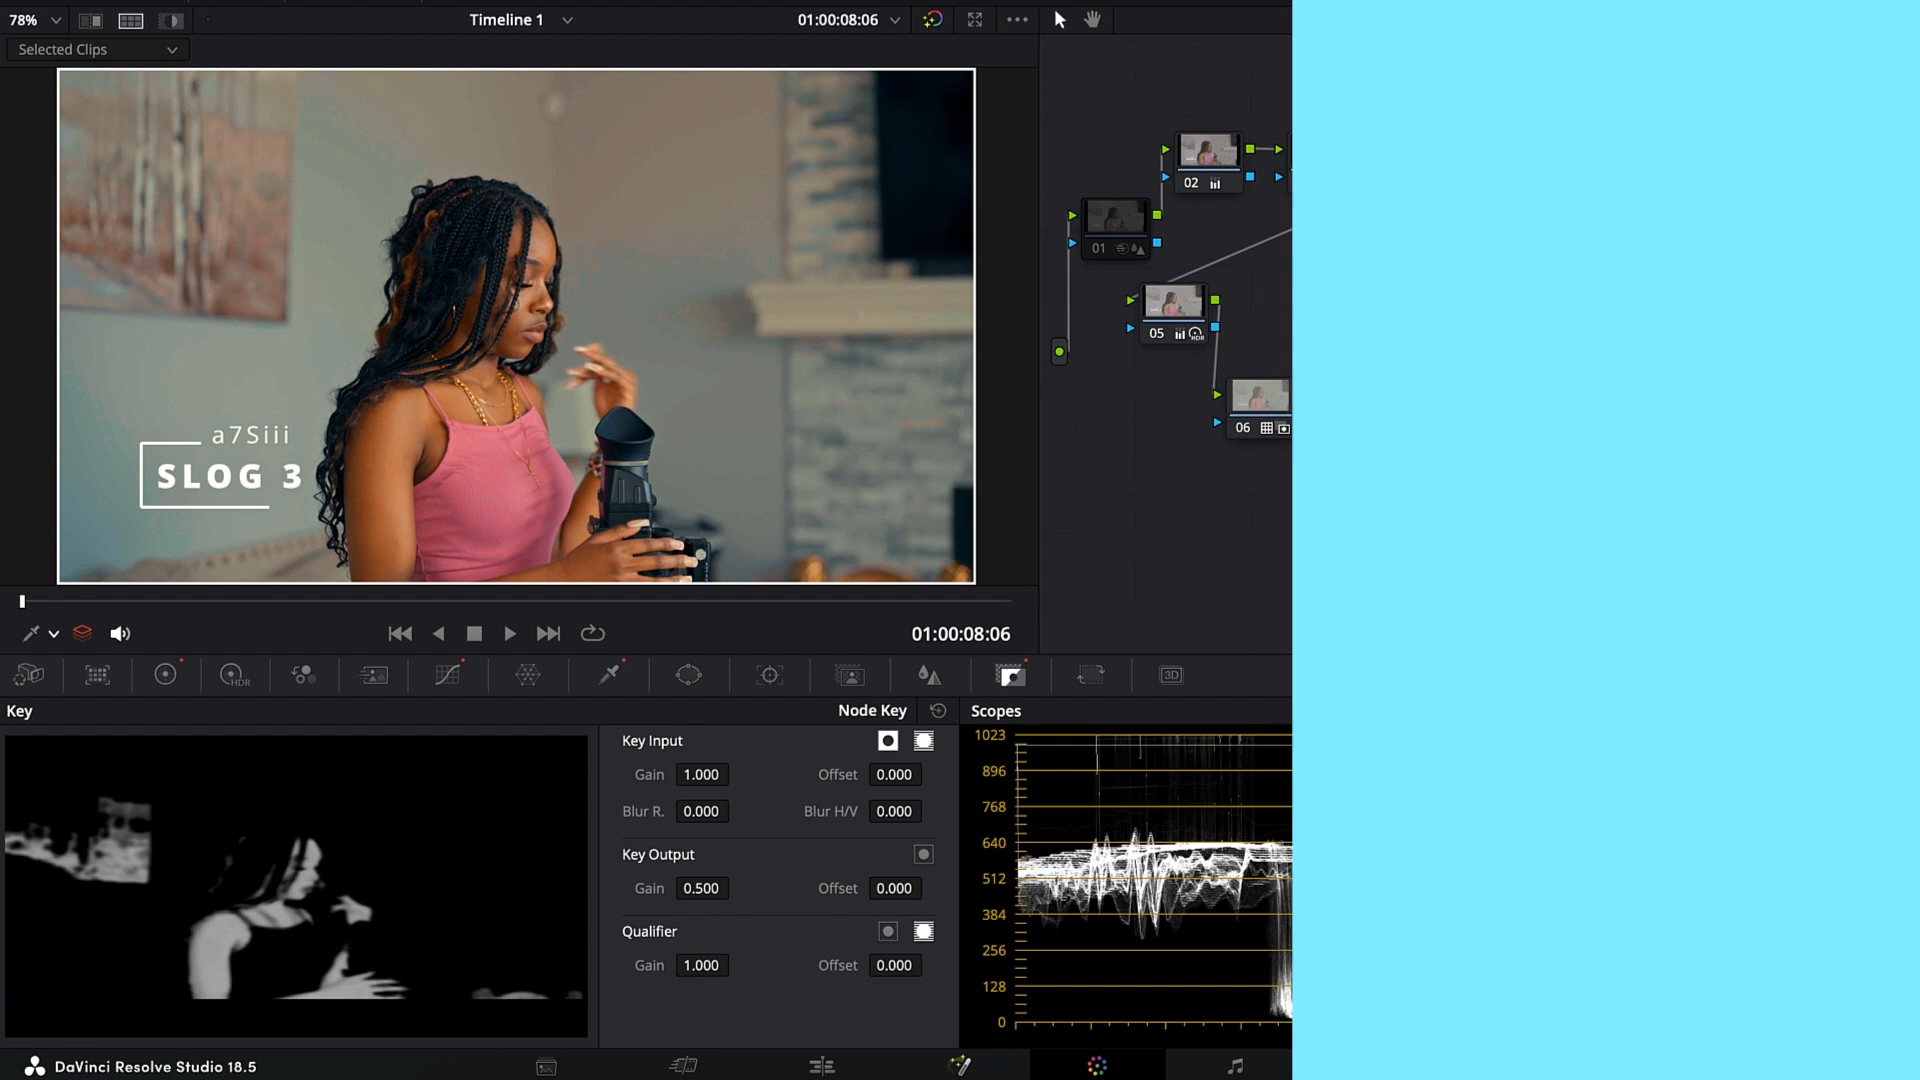 78%
Timeline 1
01:00:08:06
Selected Clips
02
01
05
HDR
06
a7Siii
SLOG 3
01:00:08:06
HDR
3D
Key
Node Key
Scopes
Key Input
Gain 1.000 Offset 0.000
Blur R. 0.000 Blur H/V 0.000
Key Output
Gain 0.500 Offset 0.000
Qualifier
Gain 1.000 Offset 0.000
1023
896
768
640
512
384
256
128
0
DaVinci Resolve Studio 18.5